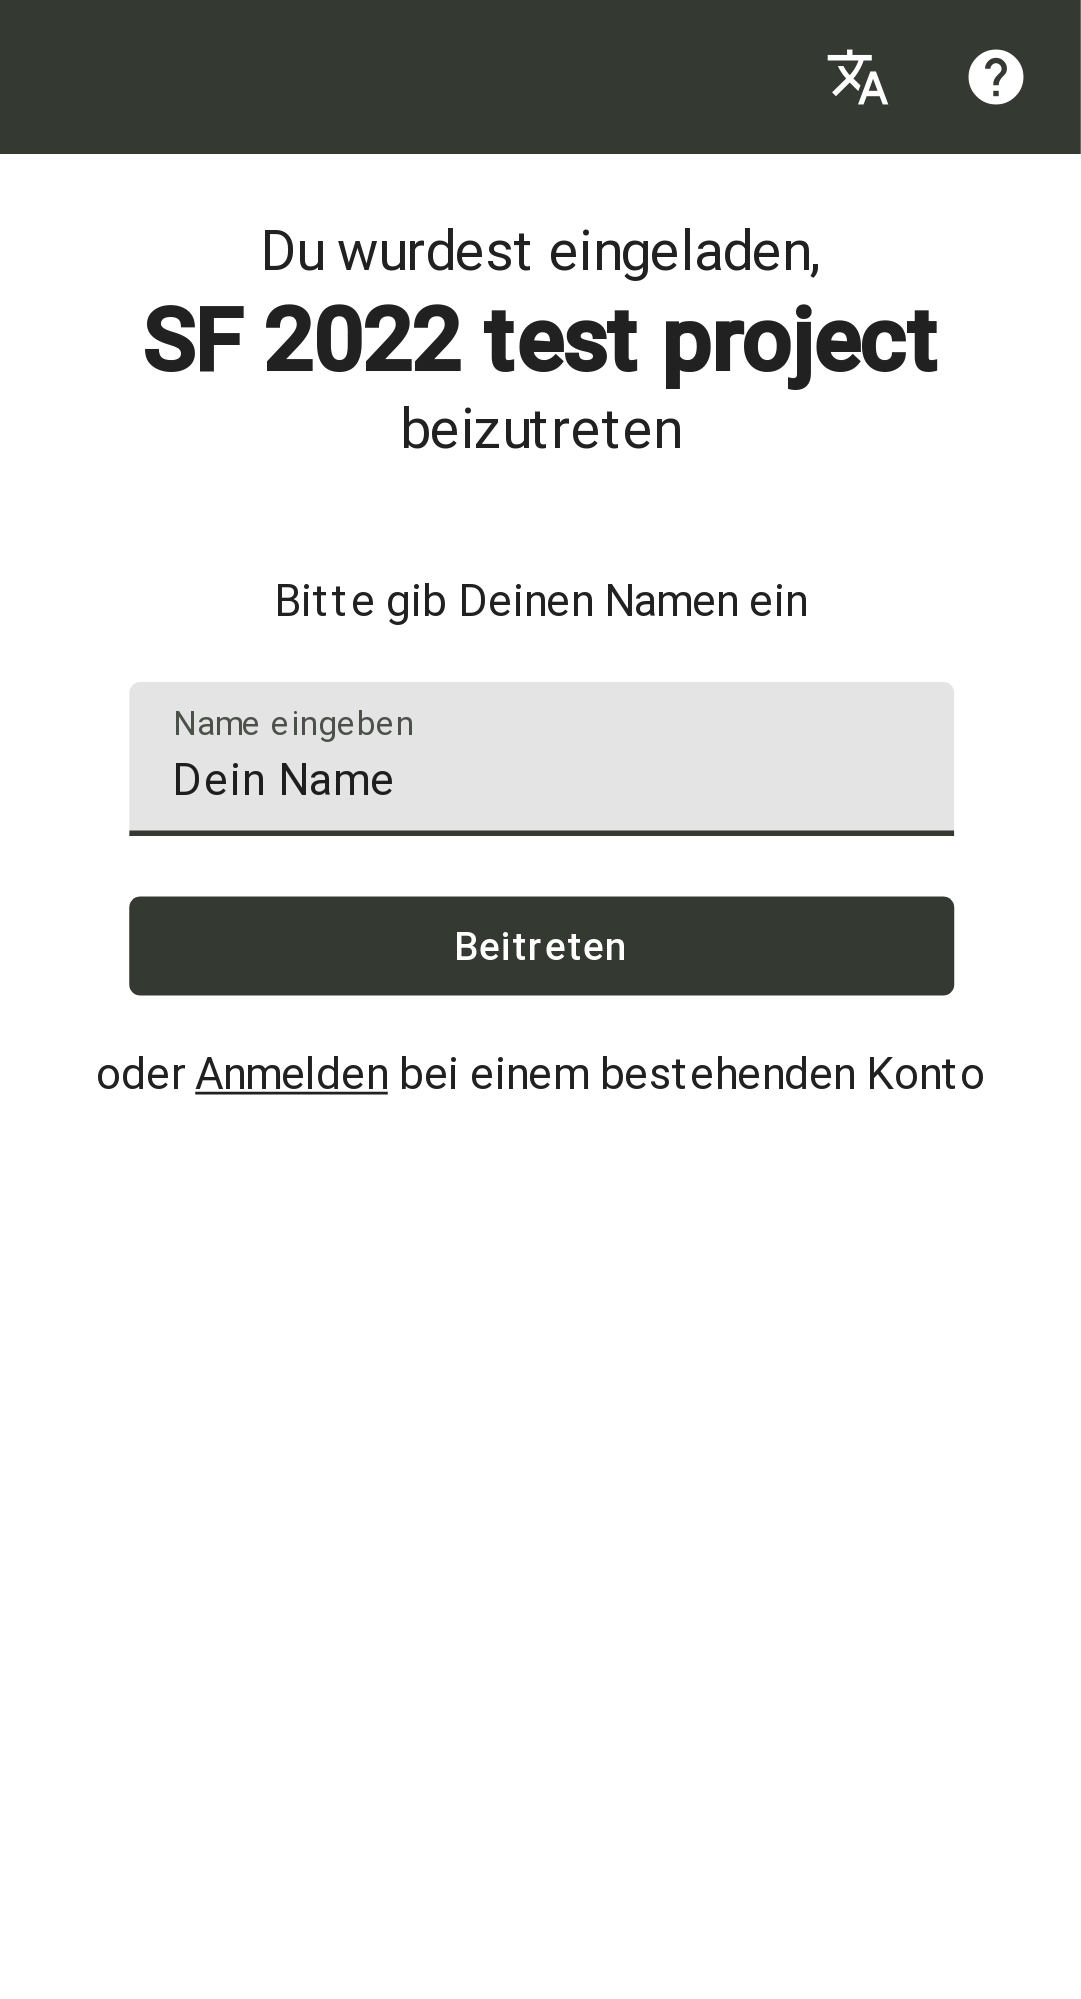 Du wurdest eingeladen,
SF 2022 test project
beizutreten
Bitte gib Deinen Namen ein
Name eingeben
Dein Name
Beitreten
oder Anmelden bei einem bestehenden Konto